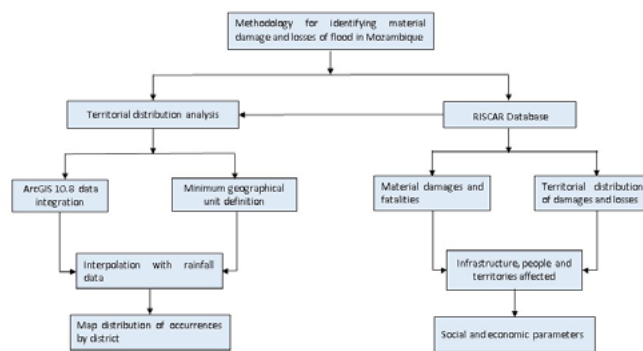 Methodology for identifying material
damage and losses of flood in Mozambique
Territorial distribution analysis
RISCAR Database
ArcGIS 10.8 data
integration
Minimum geographical
unit definition
Material damages and
fatalities
Territorial distribution
of damages and losses
Interpolation with rainfall
data
Infrastructure, people and
territories affected
Map distribution of occurrences
by district
Social and economic parameters